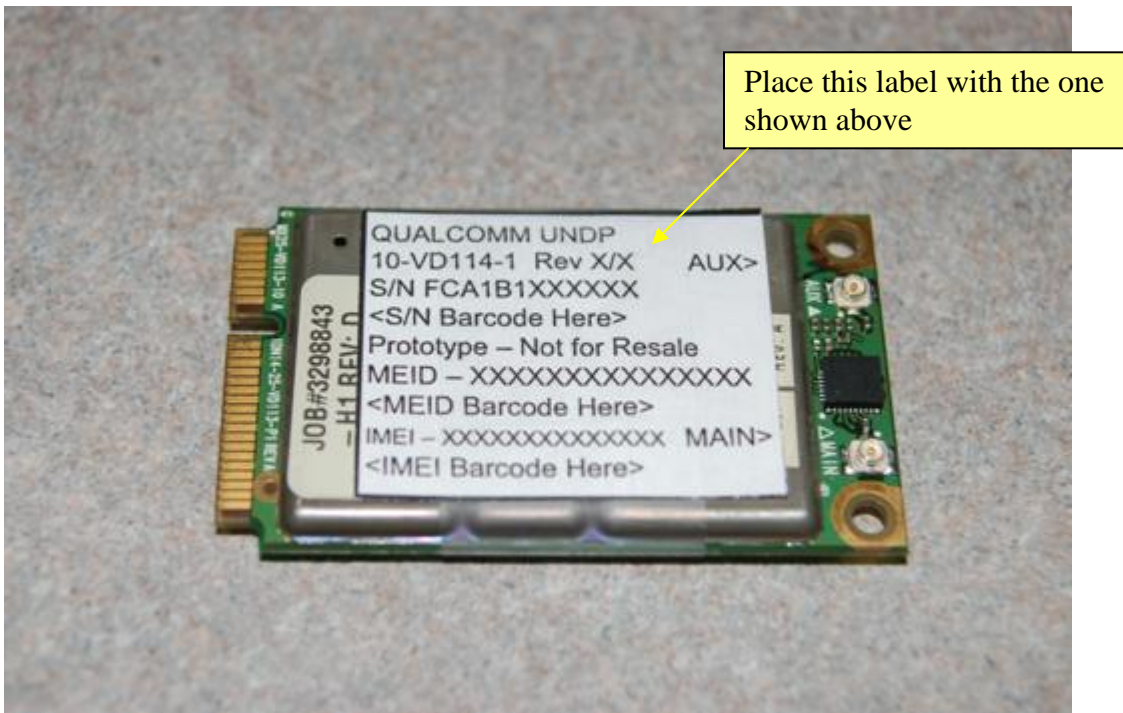 Place this label with the one
shown above
QUALCOMM UNDP
10-VD114-1 Rev X/X AUX>
S/N FCA1B1XXXXXX
<S/N Barcode Here>
Prototype – Not for Resale
MEID – XXXXXXXXXXXXXXX
<MEID Barcode Here>
IMEI – XXXXXXXXXXXXXX MAIN>
<IMEI Barcode Here>
JOB#3298843
- H1 REV: D
REV: A
AUX
MAIN